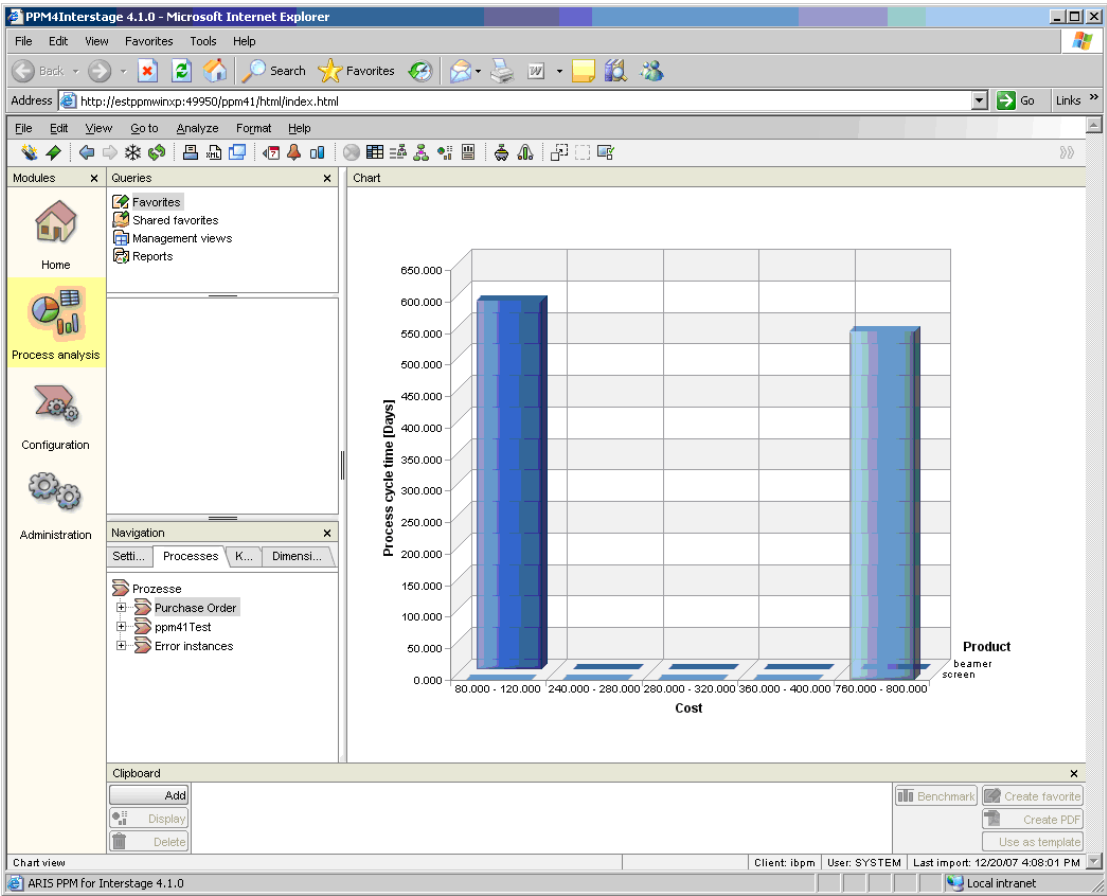 PPM4Interstage 4.1.0 - Microsoft Internet Explorer
File Edit View Favorites Tools Help
Back Search Favorites
Address http://estppmwinxp:49950/ppm41/html/index.html Go Links »
File Edit View Go to Analyze Format Help
Modules x Queries x Chart
Favorites
Shared favorites
Management views
Reports
Home
Process analysis
Configuration
Administration
Navigation x
Setti... Processes K... Dimensi...
Prozesse
Purchase Order
ppm41Test
Error instances
650.000
600.000
550.000
500.000
450.000
400.000
350.000
300.000
250.000
200.000
150.000
100.000
50.000
0.000
Process cycle time [Days]
Product
beamer
screen
80.000 - 120.000 240.000 - 280.000 280.000 - 320.000 360.000 - 400.000 760.000 - 800.000
Cost
Clipboard x
Add
Display
Delete
Benchmark Create favorite
Create PDF
Use as template
Chart view Client: ibpm User: SYSTEM Last import: 12/20/07 4:08:01 PM
ARIS PPM for Interstage 4.1.0 Local intranet